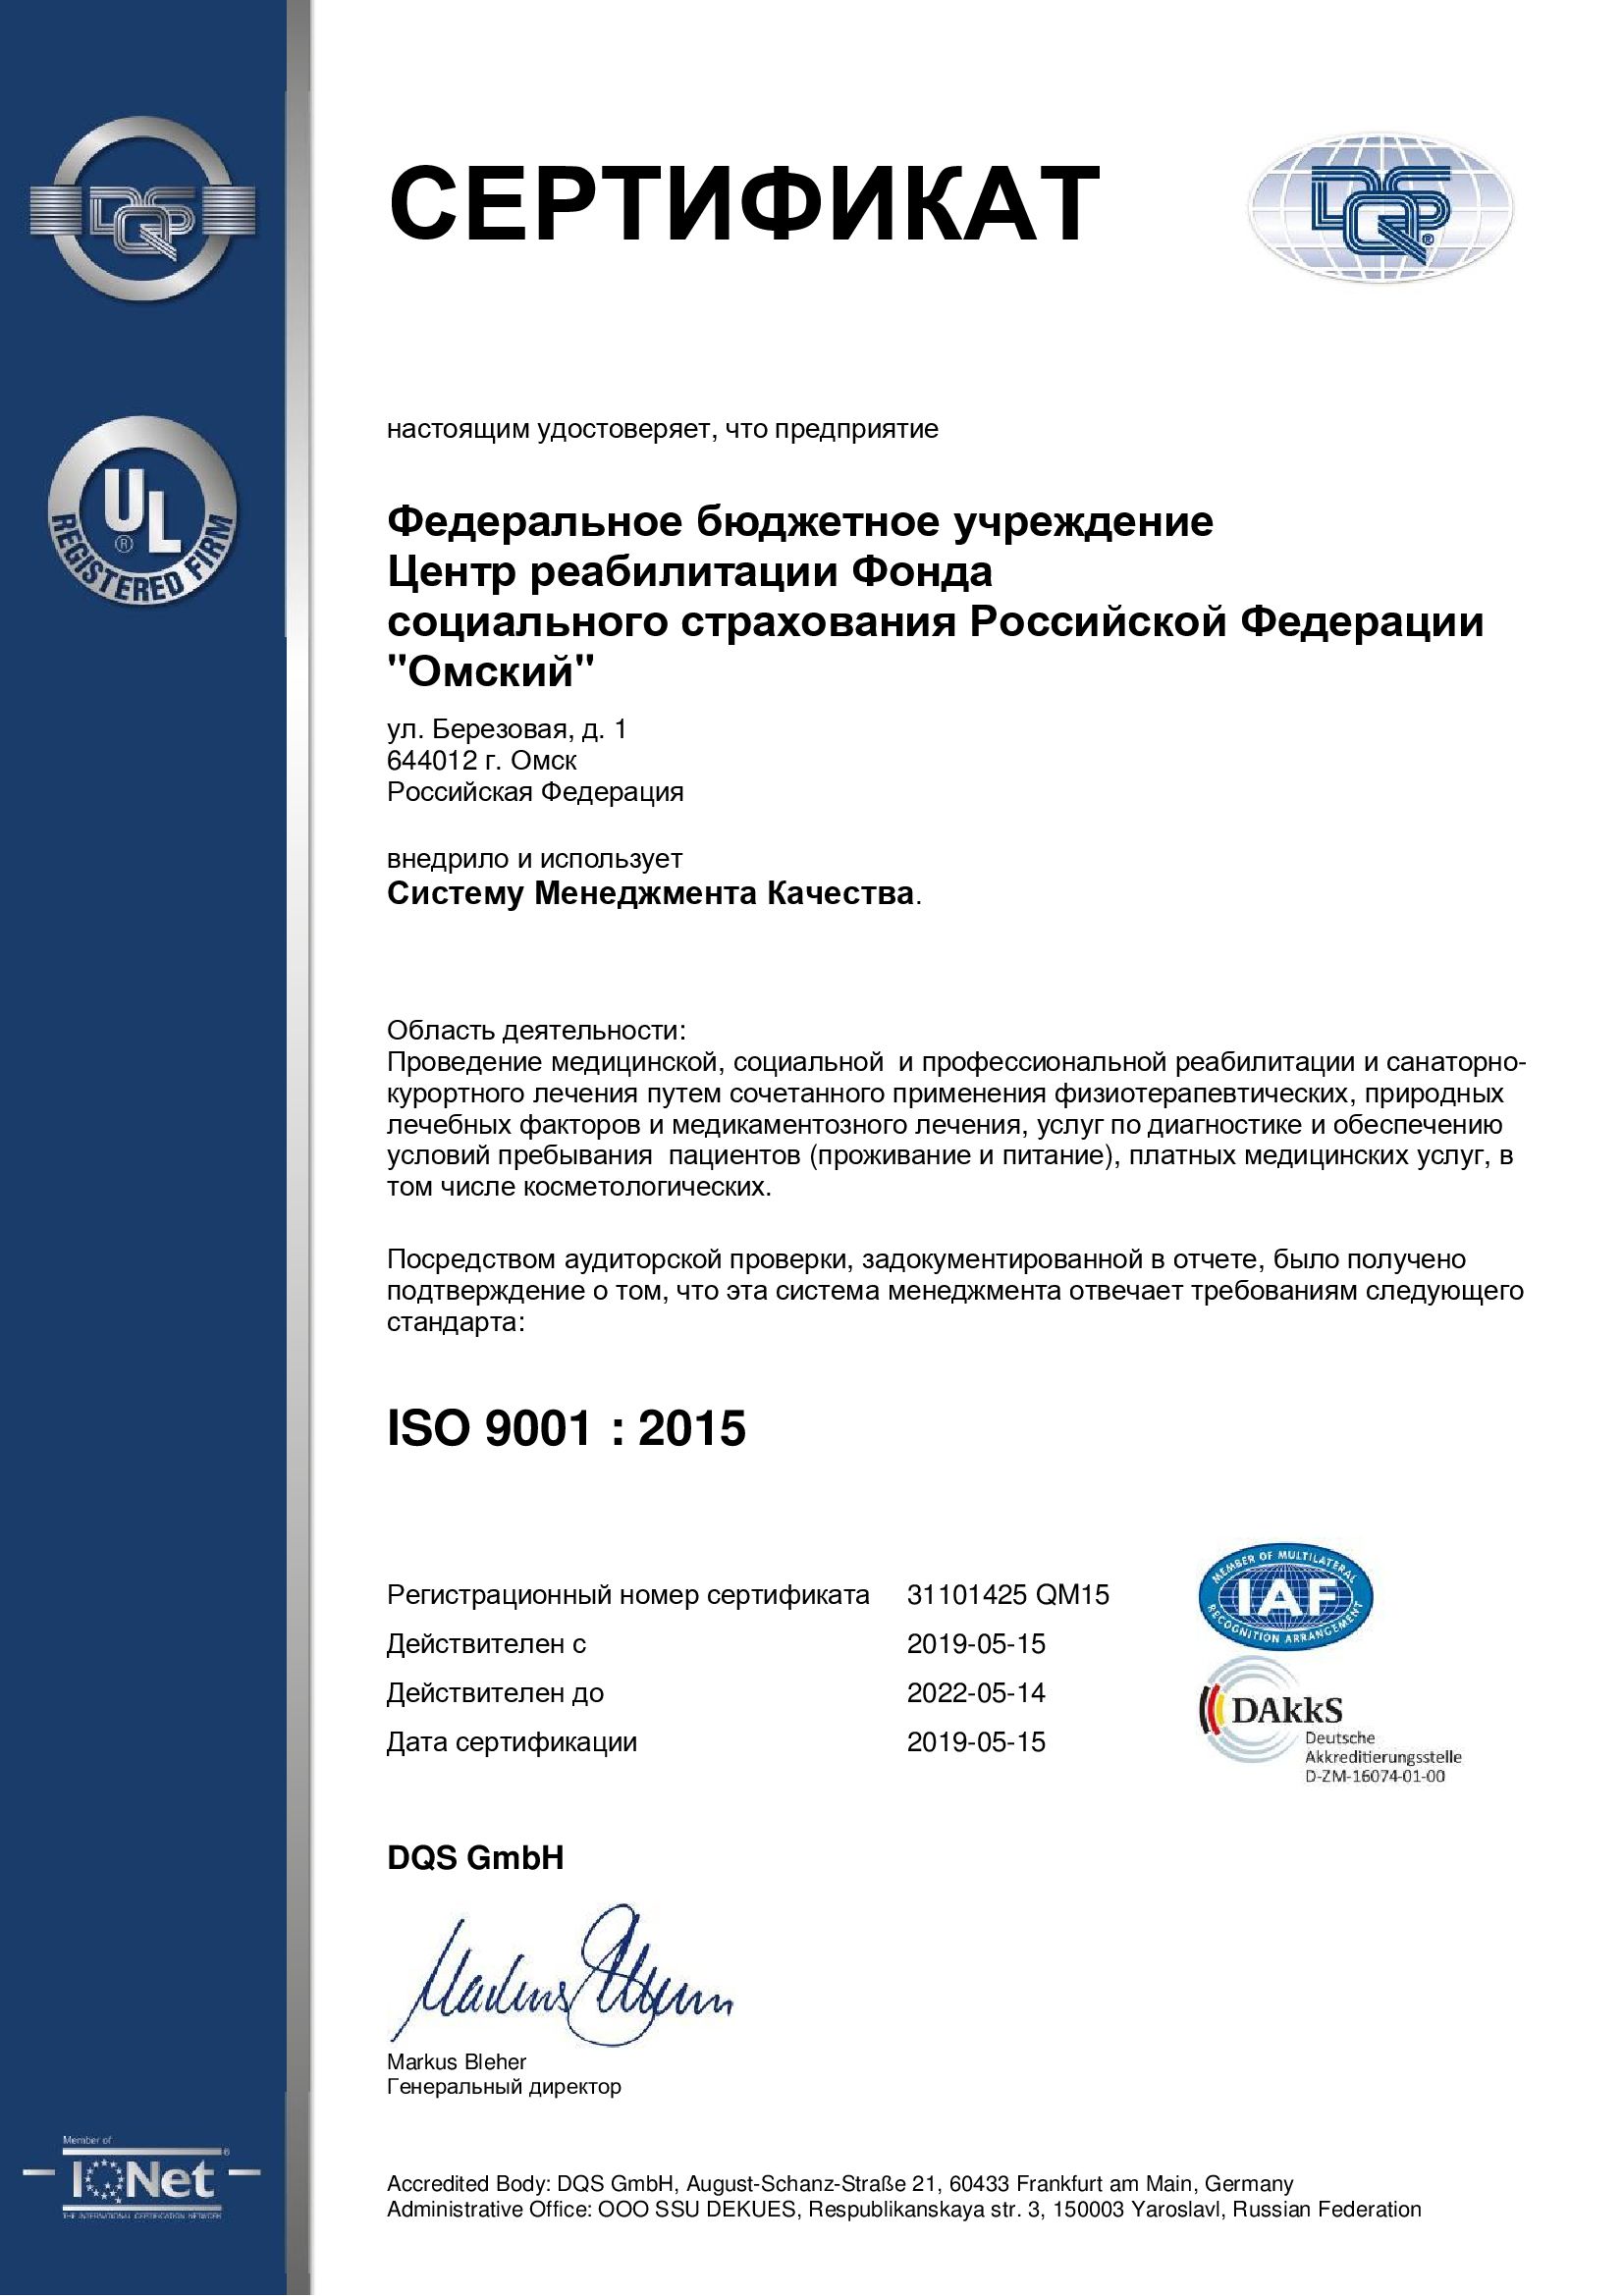 DQS
СЕРТИФИКАТ
DQS®
настоящим удостоверяет, что предприятие
UL
®
REGISTERED FIRM
Федеральное бюджетное учреждение
Центр реабилитации Фонда
социального страхования Российской Федерации
"Омский"
ул. Березовая, д. 1
644012 г. Омск
Российская Федерация
внедрило и использует
Систему Менеджмента Качества.
Область деятельности:
Проведение медицинской, социальной и профессиональной реабилитации и санаторно-
курортного лечения путем сочетанного применения физиотерапевтических, природных
лечебных факторов и медикаментозного лечения, услуг по диагностике и обеспечению
условий пребывания пациентов (проживание и питание), платных медицинских услуг, в
том числе косметологических.
Посредством аудиторской проверки, задокументированной в отчете, было получено
подтверждение о том, что эта система менеджмента отвечает требованиям следующего
стандарта:
ISO 9001 : 2015
Регистрационный номер сертификата 31101425 QM15
Действителен с 2019-05-15
Действителен до 2022-05-14
Дата сертификации 2019-05-15
MEMBER OF MULTILATERAL
IAF
RECOGNITION ARRANGEMENT
DAkkS
Deutsche
Akkreditierungsstelle
D-ZM-16074-01-00
DQS GmbH
Markus Bleher
Генеральный директор
Member of
IQNet
THE INTERNATIONAL CERTIFICATION NETWORK
Accredited Body: DQS GmbH, August-Schanz-Straße 21, 60433 Frankfurt am Main, Germany
Administrative Office: OOO SSU DEKUES, Respublikanskaya str. 3, 150003 Yaroslavl, Russian Federation